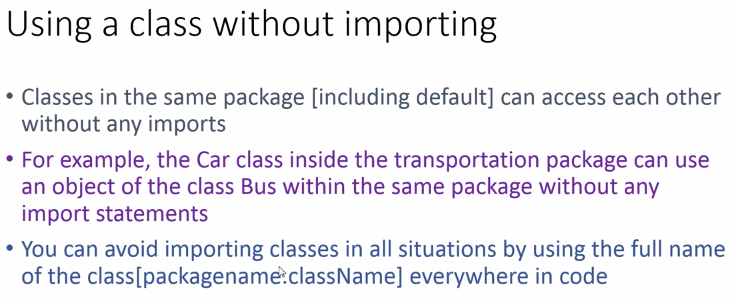 Using a class without importing
• Classes in the same package [including default] can access each other
without any imports
• For example, the Car class inside the transportation package can use
an object of the class Bus within the same package without any
import statements
• You can avoid importing classes in all situations by using the full name
of the class[packagename.className] everywhere in code